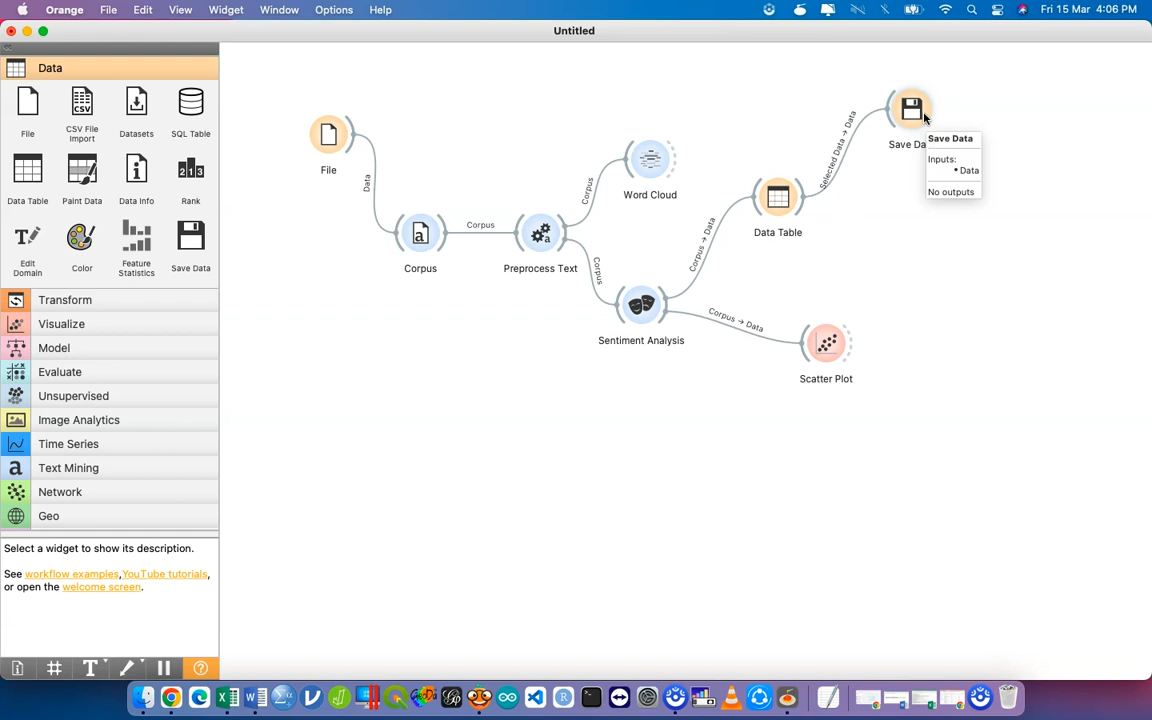 Orange File Edit View Widget Window Options Help Fri 15 Mar 4:06 PM
Untitled
Data
File
CSV File
Import
Datasets
SQL Table
Data Table
Paint Data
Data Info
Rank
Edit
Domain
Color
Feature
Statistics
Save Data
Transform
Visualize
Model
Evaluate
Unsupervised
Image Analytics
Time Series
Text Mining
Network
Geo
Select a widget to show its description.
See workflow examples, YouTube tutorials,
or open the welcome screen.
File
Data
Corpus
Corpus
Preprocess Text
Corpus
Word Cloud
Corpus
Sentiment Analysis
Corpus → Data
Data Table
Corpus → Data
Scatter Plot
Selected Data → Data
Save Da
Save Data
Inputs:
• Data
No outputs